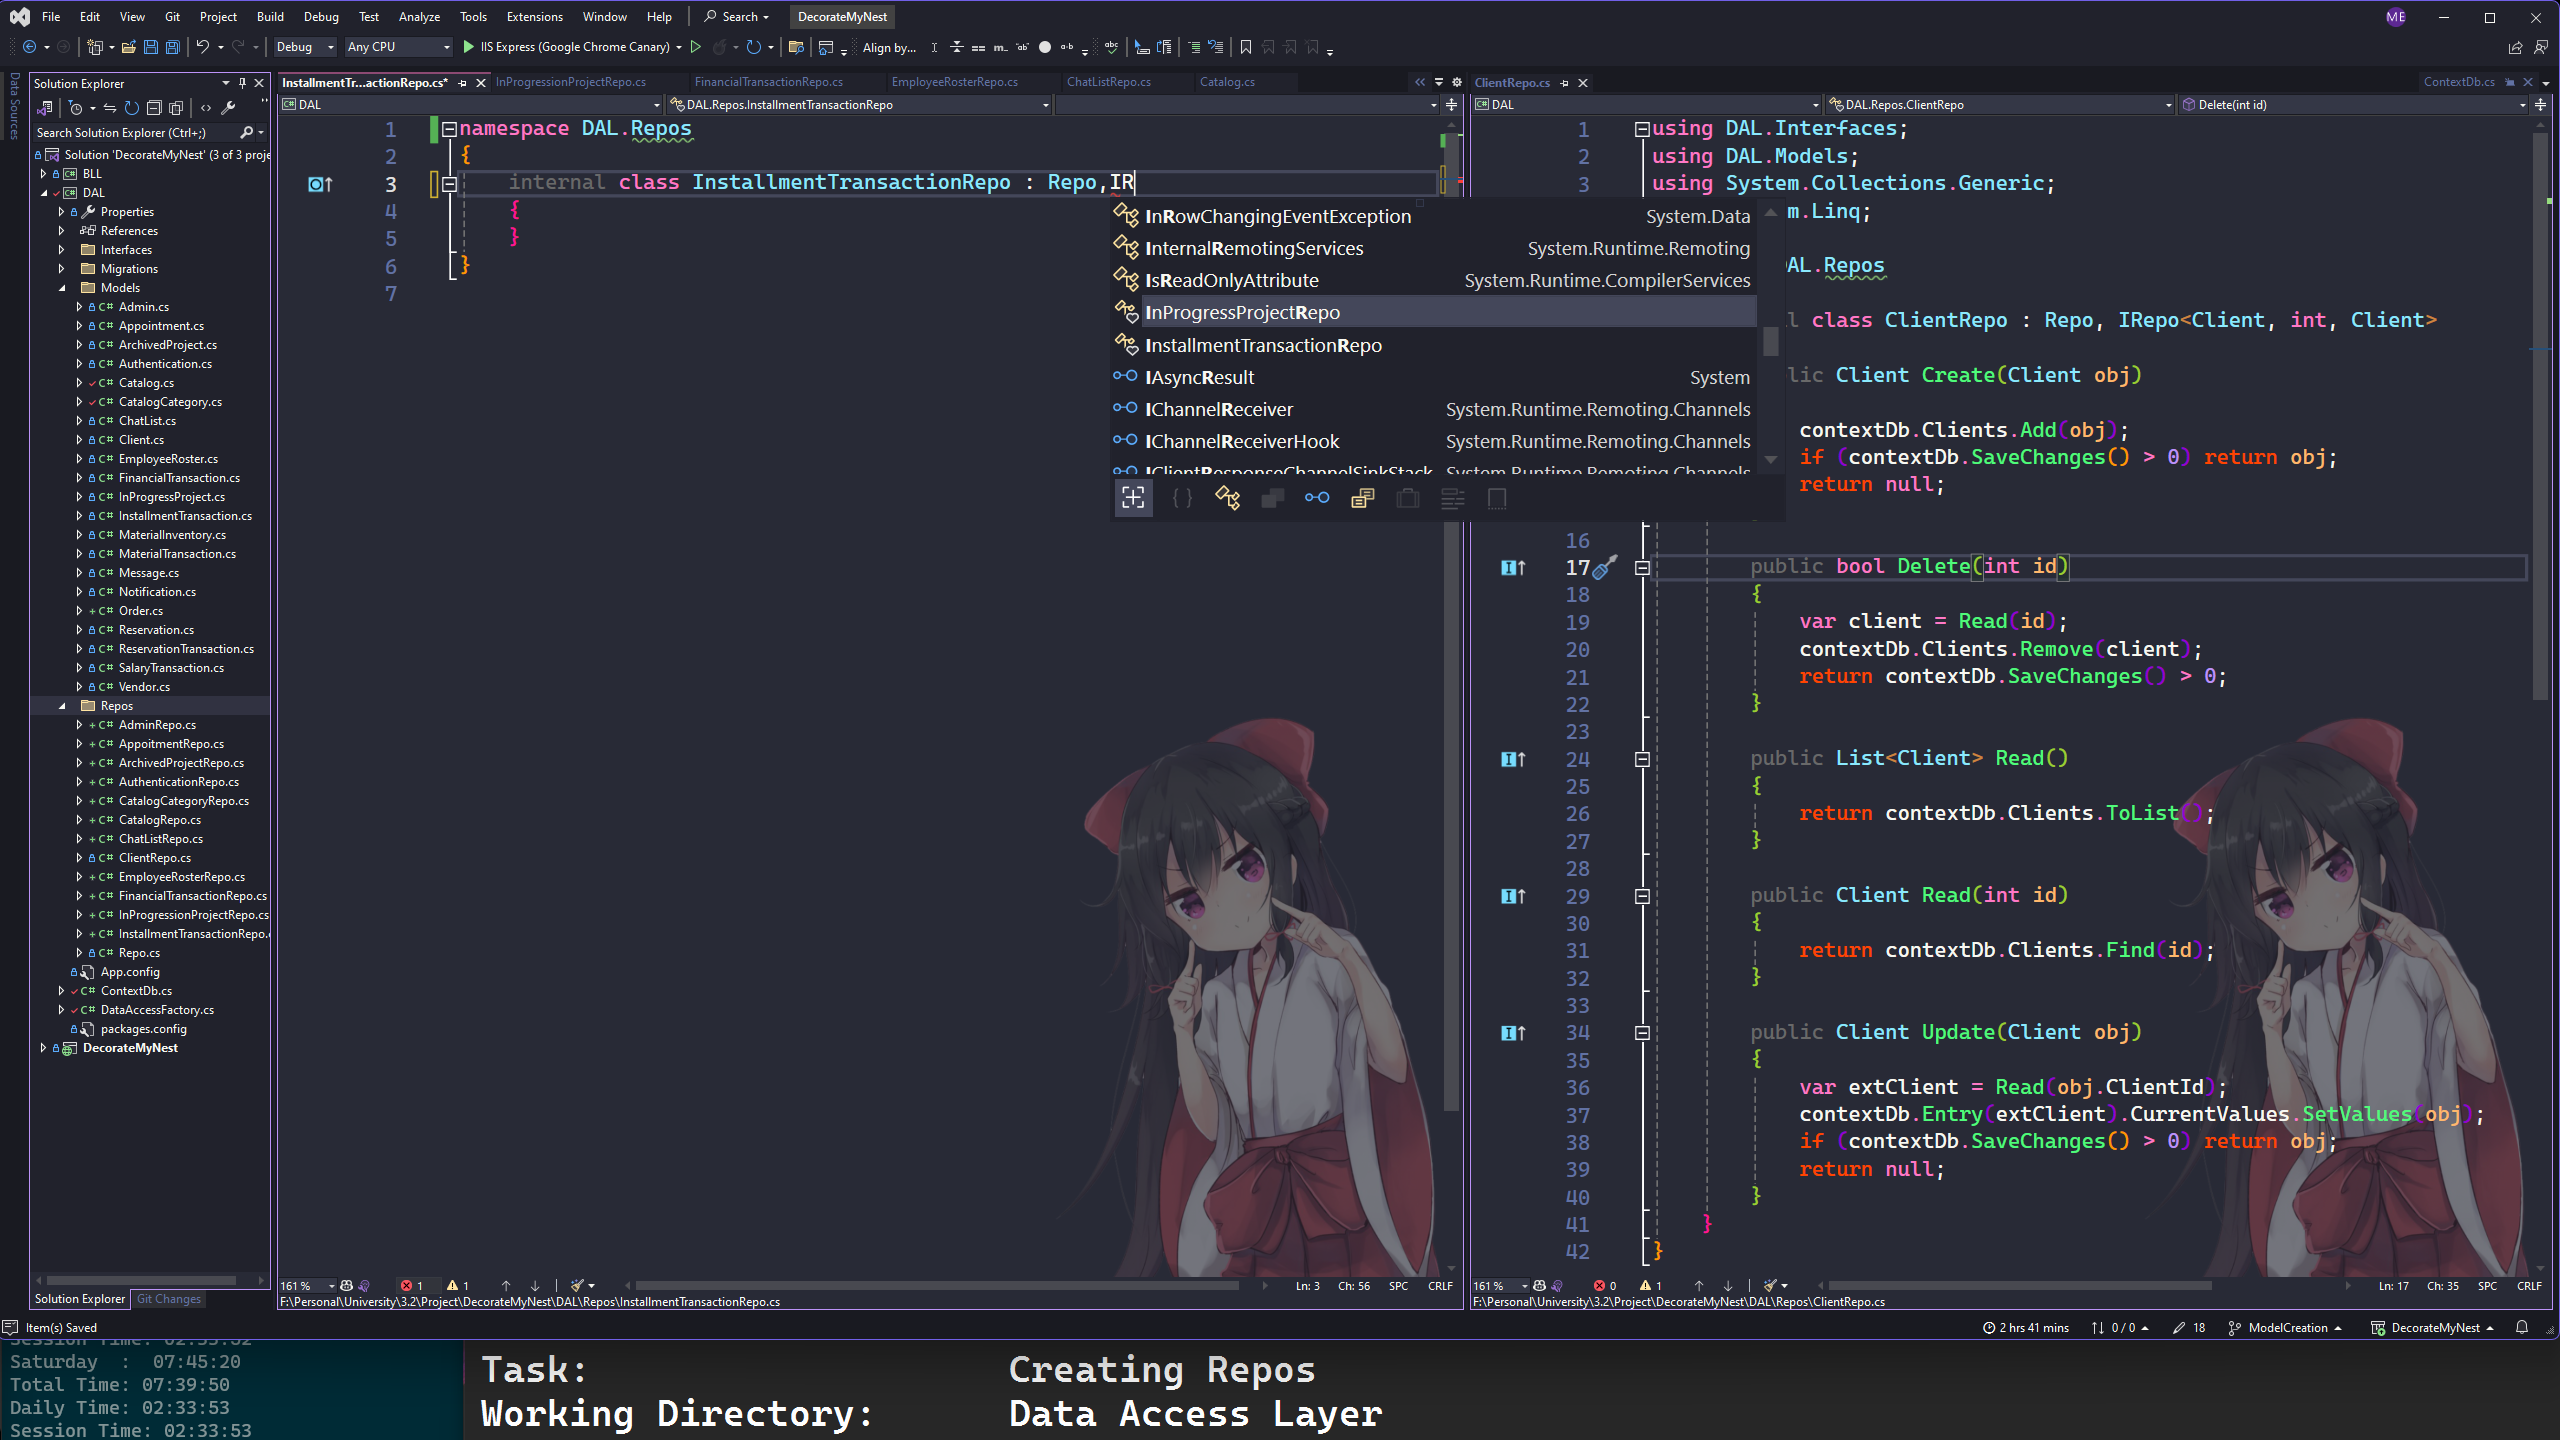 File Edit View Git Project Build Debug Test Analyze Tools Extensions Window Help Search DecorateMyNest ME
Debug Any CPU IIS Express (Google Chrome Canary) Align by...
Data Sources
Solution Explorer
Search Solution Explorer (Ctrl+;)
Solution 'DecorateMyNest' (3 of 3 proje
BLL
DAL
Properties
References
Interfaces
Migrations
Models
Admin.cs
Appointment.cs
ArchivedProject.cs
Authentication.cs
Catalog.cs
CatalogCategory.cs
ChatList.cs
Client.cs
EmployeeRoster.cs
FinancialTransaction.cs
InProgressProject.cs
InstallmentTransaction.cs
MaterialInventory.cs
MaterialTransaction.cs
Message.cs
Notification.cs
Order.cs
Reservation.cs
ReservationTransaction.cs
SalaryTransaction.cs
Vendor.cs
Repos
AdminRepo.cs
AppoitmentRepo.cs
ArchivedProjectRepo.cs
AuthenticationRepo.cs
CatalogCategoryRepo.cs
CatalogRepo.cs
ChatListRepo.cs
ClientRepo.cs
EmployeeRosterRepo.cs
FinancialTransactionRepo.cs
InProgressionProjectRepo.cs
InstallmentTransactionRepo.
Repo.cs
App.config
ContextDb.cs
DataAccessFactory.cs
packages.config
DecorateMyNest
Solution Explorer Git Changes
InstallmentTr...actionRepo.cs* InProgressionProjectRepo.cs FinancialTransactionRepo.cs EmployeeRosterRepo.cs ChatListRepo.cs Catalog.cs
DAL DAL.Repos.InstallmentTransactionRepo
1 namespace DAL.Repos
2 {
3 internal class InstallmentTransactionRepo : Repo,IR
4 {
5 }
6 }
7
InRowChangingEventException System.Data
InternalRemotingServices System.Runtime.Remoting
IsReadOnlyAttribute System.Runtime.CompilerServices
InProgressProjectRepo
InstallmentTransactionRepo
IAsyncResult System
IChannelReceiver System.Runtime.Remoting.Channels
IChannelReceiverHook System.Runtime.Remoting.Channels
IClientResponseChannelSinkStack System.Runtime.Remoting.Channels
161 % 1 1 Ln: 3 Ch: 56 SPC CRLF
F:\Personal\University\3.2\Project\DecorateMyNest\DAL\Repos\InstallmentTransactionRepo.cs
ClientRepo.cs ContextDb.cs
DAL DAL.Repos.ClientRepo Delete(int id)
1 using DAL.Interfaces;
2 using DAL.Models;
3 using System.Collections.Generic;
m.Linq;
DAL.Repos
l class ClientRepo : Repo, IRepo<Client, int, Client>
lic Client Create(Client obj)
contextDb.Clients.Add(obj);
if (contextDb.SaveChanges() > 0) return obj;
return null;
16
17 public bool Delete(int id)
18 {
19 var client = Read(id);
20 contextDb.Clients.Remove(client);
21 return contextDb.SaveChanges() > 0;
22 }
23
24 public List<Client> Read()
25 {
26 return contextDb.Clients.ToList();
27 }
28
29 public Client Read(int id)
30 {
31 return contextDb.Clients.Find(id);
32 }
33
34 public Client Update(Client obj)
35 {
36 var extClient = Read(obj.ClientId);
37 contextDb.Entry(extClient).CurrentValues.SetValues(obj);
38 if (contextDb.SaveChanges() > 0) return obj;
39 return null;
40 }
41 }
42 }
161 % 0 1 Ln: 17 Ch: 35 SPC CRLF
F:\Personal\University\3.2\Project\DecorateMyNest\DAL\Repos\ClientRepo.cs
Item(s) Saved 2 hrs 41 mins 0 / 0 18 ModelCreation DecorateMyNest
Saturday : 07:45:20
Total Time: 07:39:50
Daily Time: 02:33:53
Session Time: 02:33:53
Task: Creating Repos
Working Directory: Data Access Layer